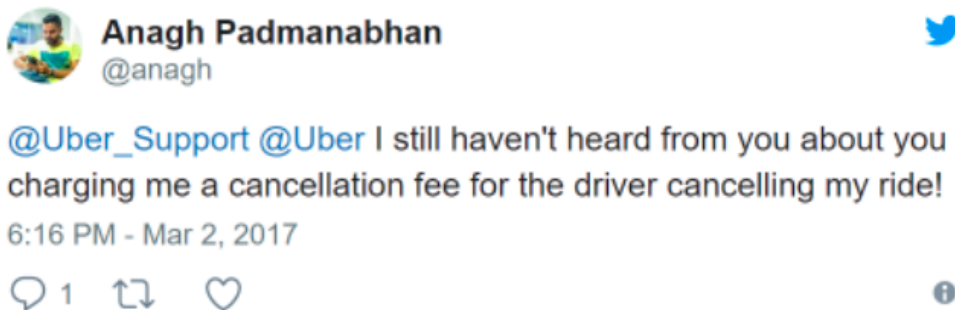 Anagh Padmanabhan
@anagh
@Uber_Support @Uber I still haven't heard from you about you
charging me a cancellation fee for the driver cancelling my ride!
6:16 PM - Mar 2, 2017
1